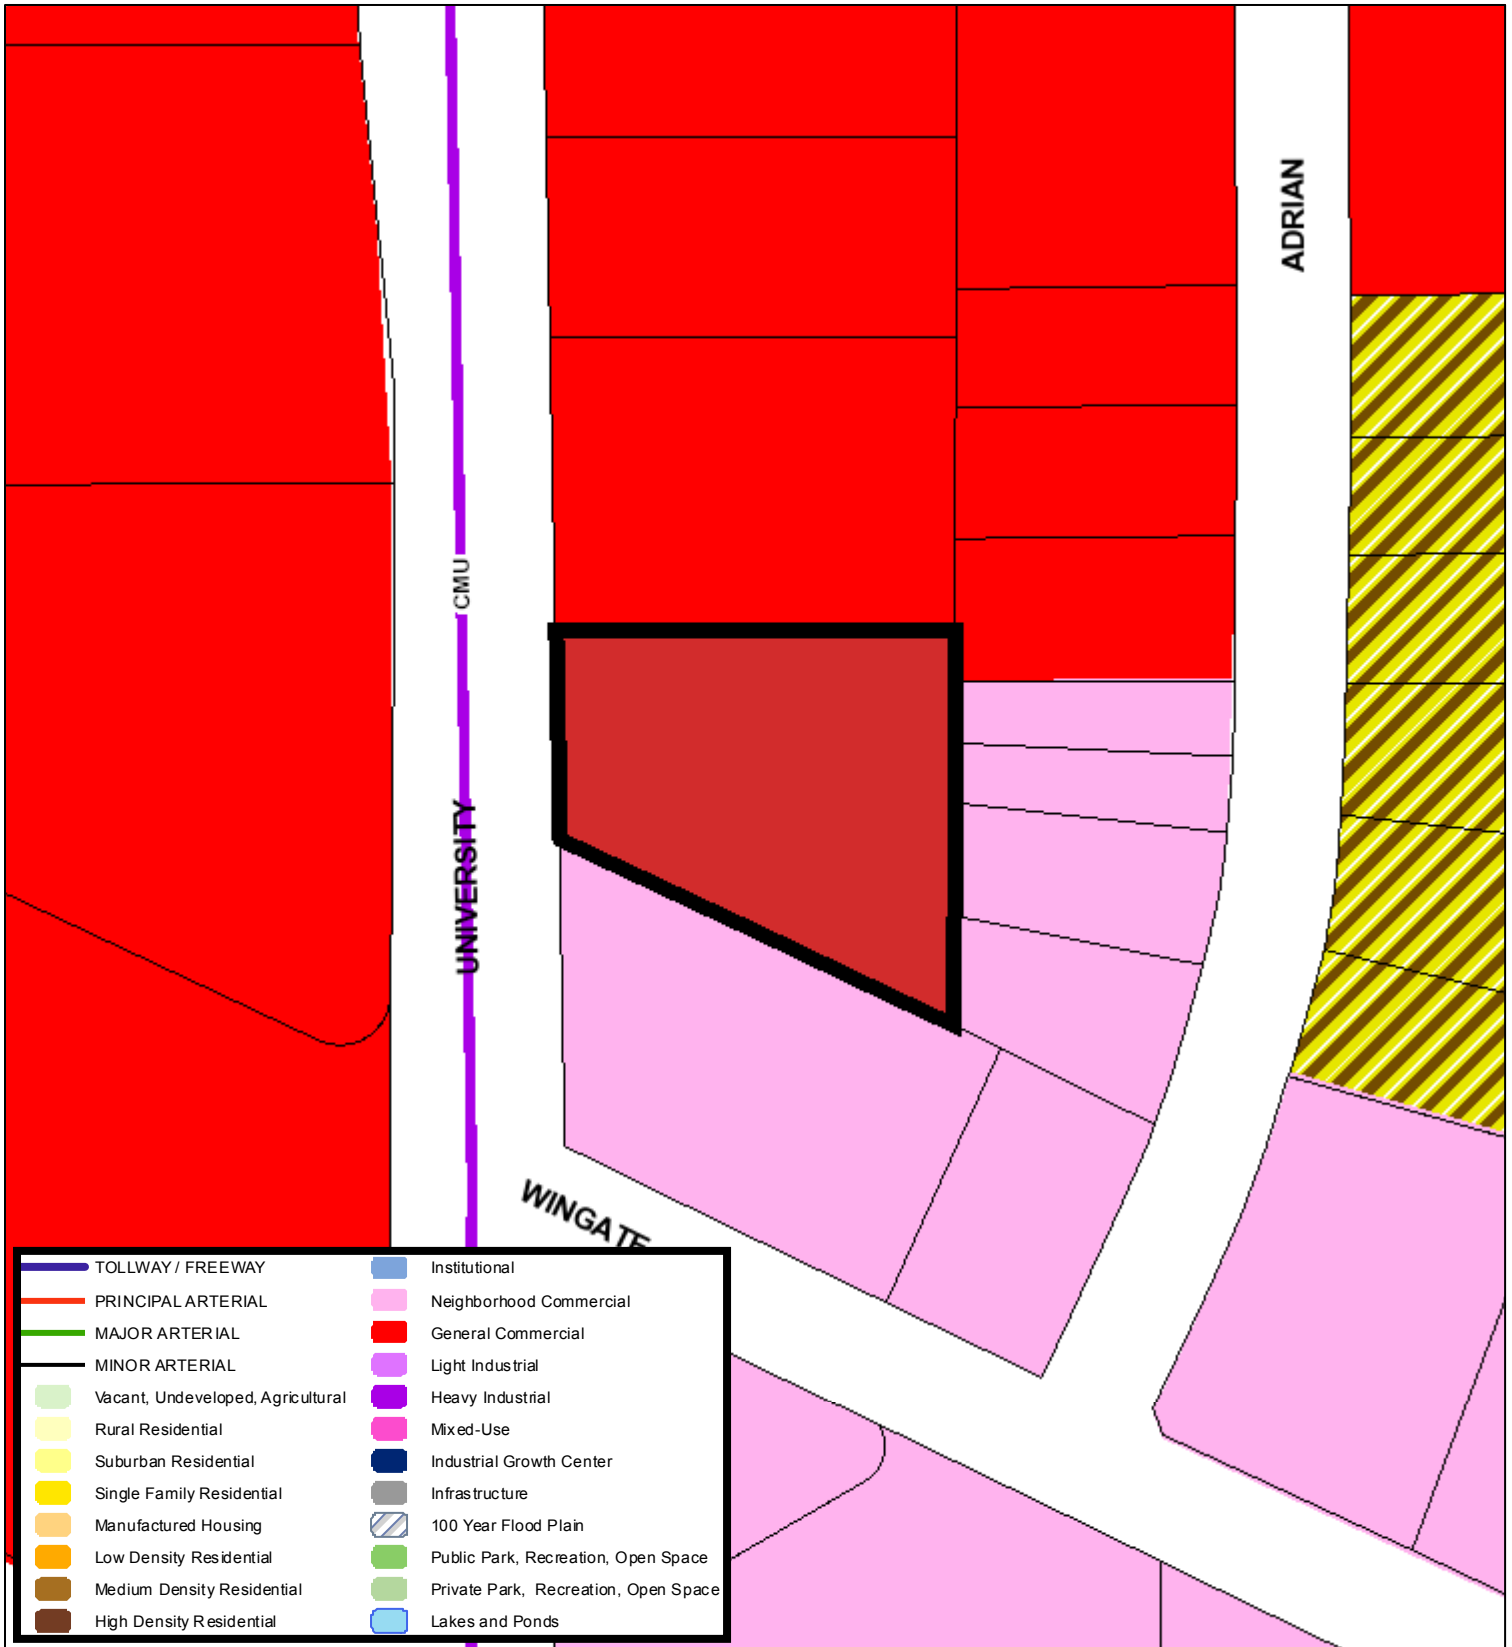 ADRIAN
CMU
UNIVERSITY
WINGATE
TOLLWAY / FREEWAY
PRINCIPAL ARTERIAL
MAJOR ARTERIAL
MINOR ARTERIAL
Vacant, Undeveloped, Agricultural
Rural Residential
Suburban Residential
Single Family Residential
Manufactured Housing
Low Density Residential
Medium Density Residential
High Density Residential
Institutional
Neighborhood Commercial
General Commercial
Light Industrial
Heavy Industrial
Mixed-Use
Industrial Growth Center
Infrastructure
100 Year Flood Plain
Public Park, Recreation, Open Space
Private Park, Recreation, Open Space
Lakes and Ponds